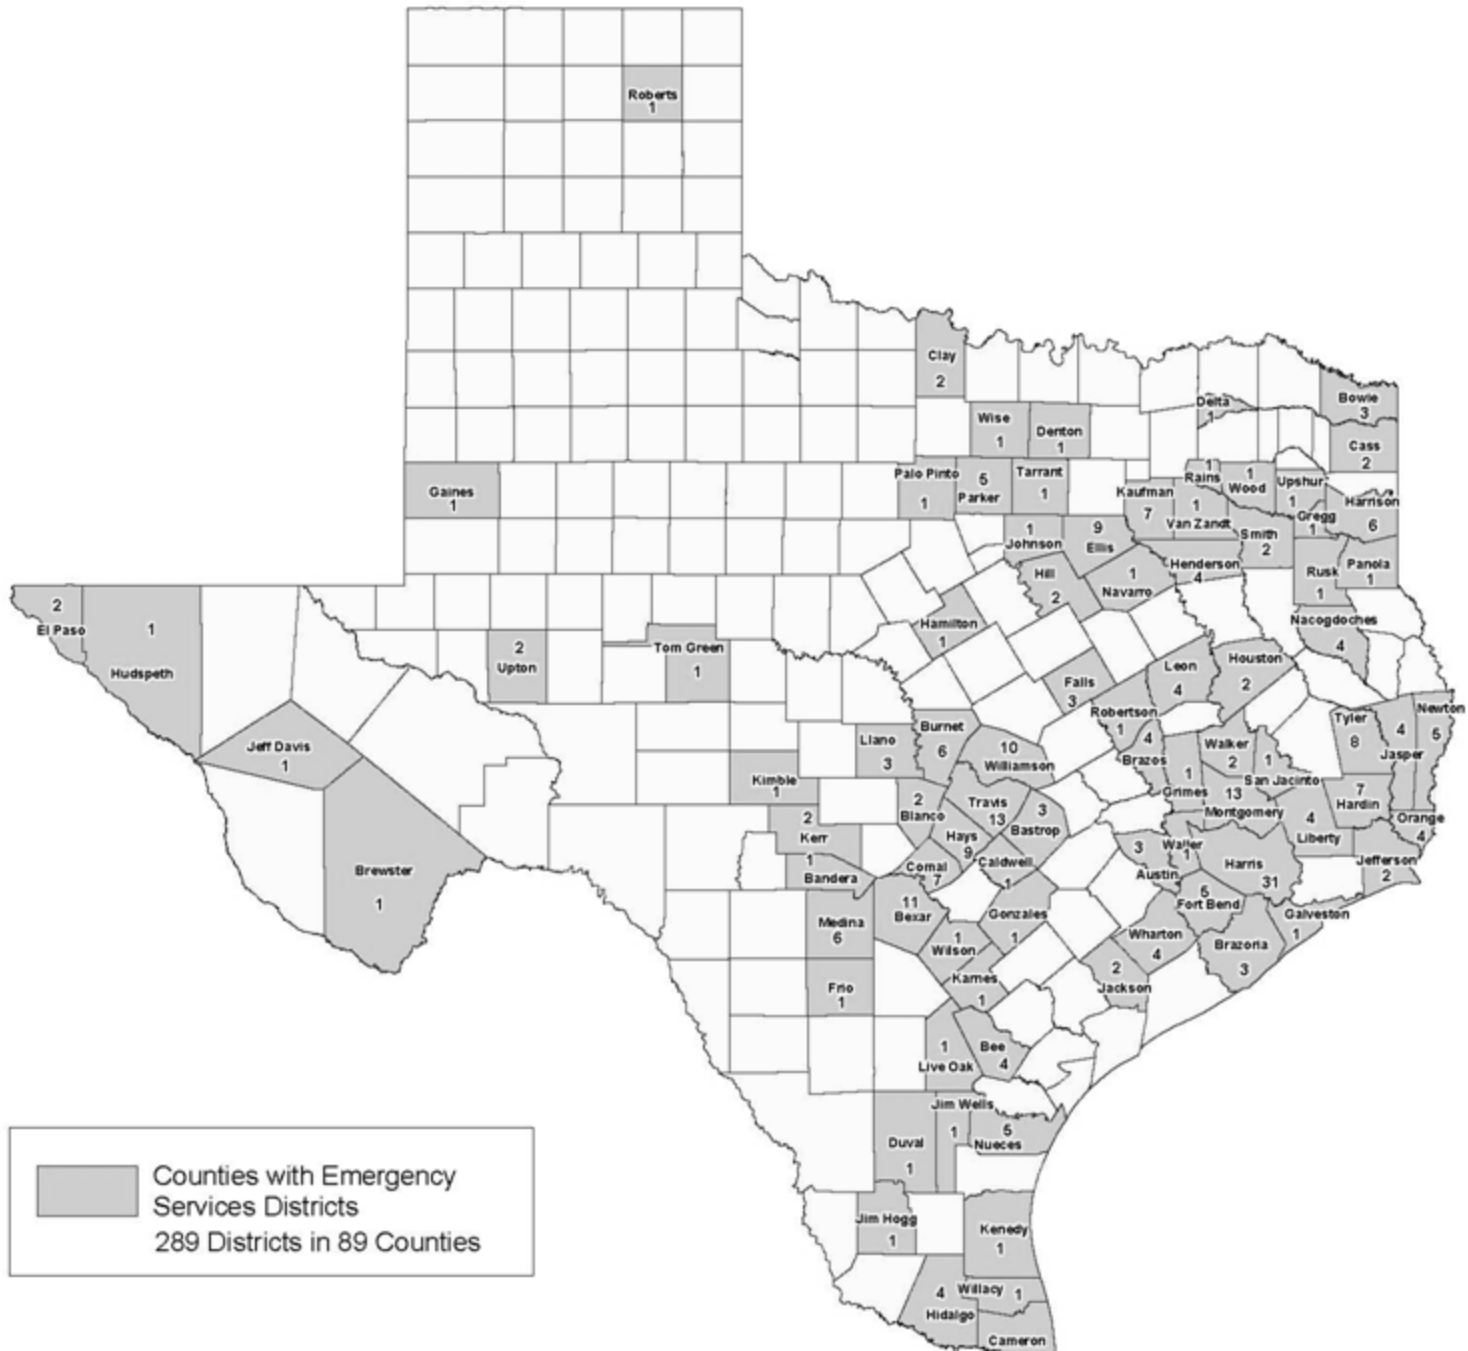 Roberts
1
Clay
2
Bowie
3
Delta
1
Wise
1
Denton
1
Cass
2
Gaines
1
Palo Pinto
1
5
Parker
Tarrant
1
Kaufman
7
1
Rains
1
Wood
Upshur
1
Harrison
6
1
Van Zandt
Gregg
1
Smith
2
1
Johnson
9
Ellis
Henderson
4
Rusk
1
Panola
1
Hill
2
1
Navarro
2
El Paso
1
Hudspeth
Hamilton
1
Nacogdoches
4
2
Upton
Tom Green
1
Falls
3
Leon
4
Houston
2
Robertson
1
Newton
5
Tyler
8
4
Jasper
Jeff Davis
1
Llano
3
Burnet
6
10
Williamson
4
Brazos
Walker
2
1
San Jacinto
1
Grimes
13
Montgomery
7
Hardin
Kimble
1
2
Blanco
Travis
13
3
Bastrop
4
Liberty
Orange
4
2
Kerr
Hays
9
1
Bandera
Comal
7
Caldwell
1
3
Austin
Waller
1
Harris
31
Jefferson
2
Brewster
1
5
Fort Bend
Galveston
1
Medina
6
11
Bexar
Gonzales
1
Wharton
4
Brazoria
3
1
Wilson
Karnes
1
2
Jackson
Frio
1
1
Live Oak
Bee
4
Jim Wells
1
5
Nueces
Duval
1
Jim Hogg
1
Kenedy
1
4
Hidalgo
Willacy 1
Cameron
Counties with Emergency
Services Districts
289 Districts in 89 Counties